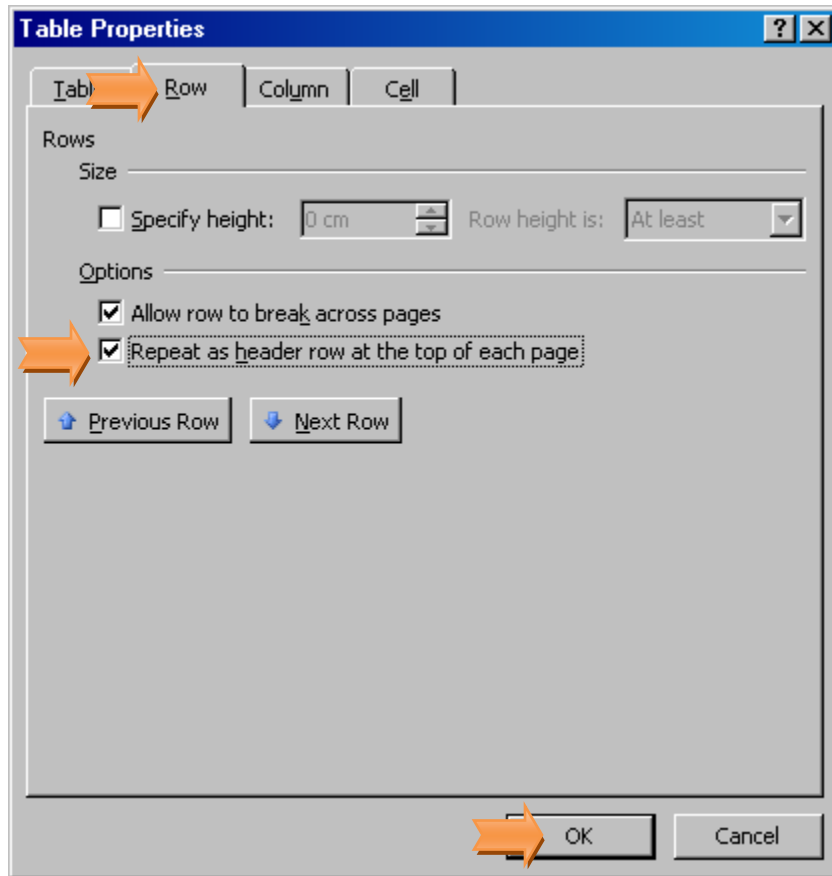 Table Properties
Row Column Cell
Rows
Size
Specify height: 0 cm Row height is: At least
Options
Allow row to break across pages
Repeat as header row at the top of each page
Previous Row Next Row
OK Cancel